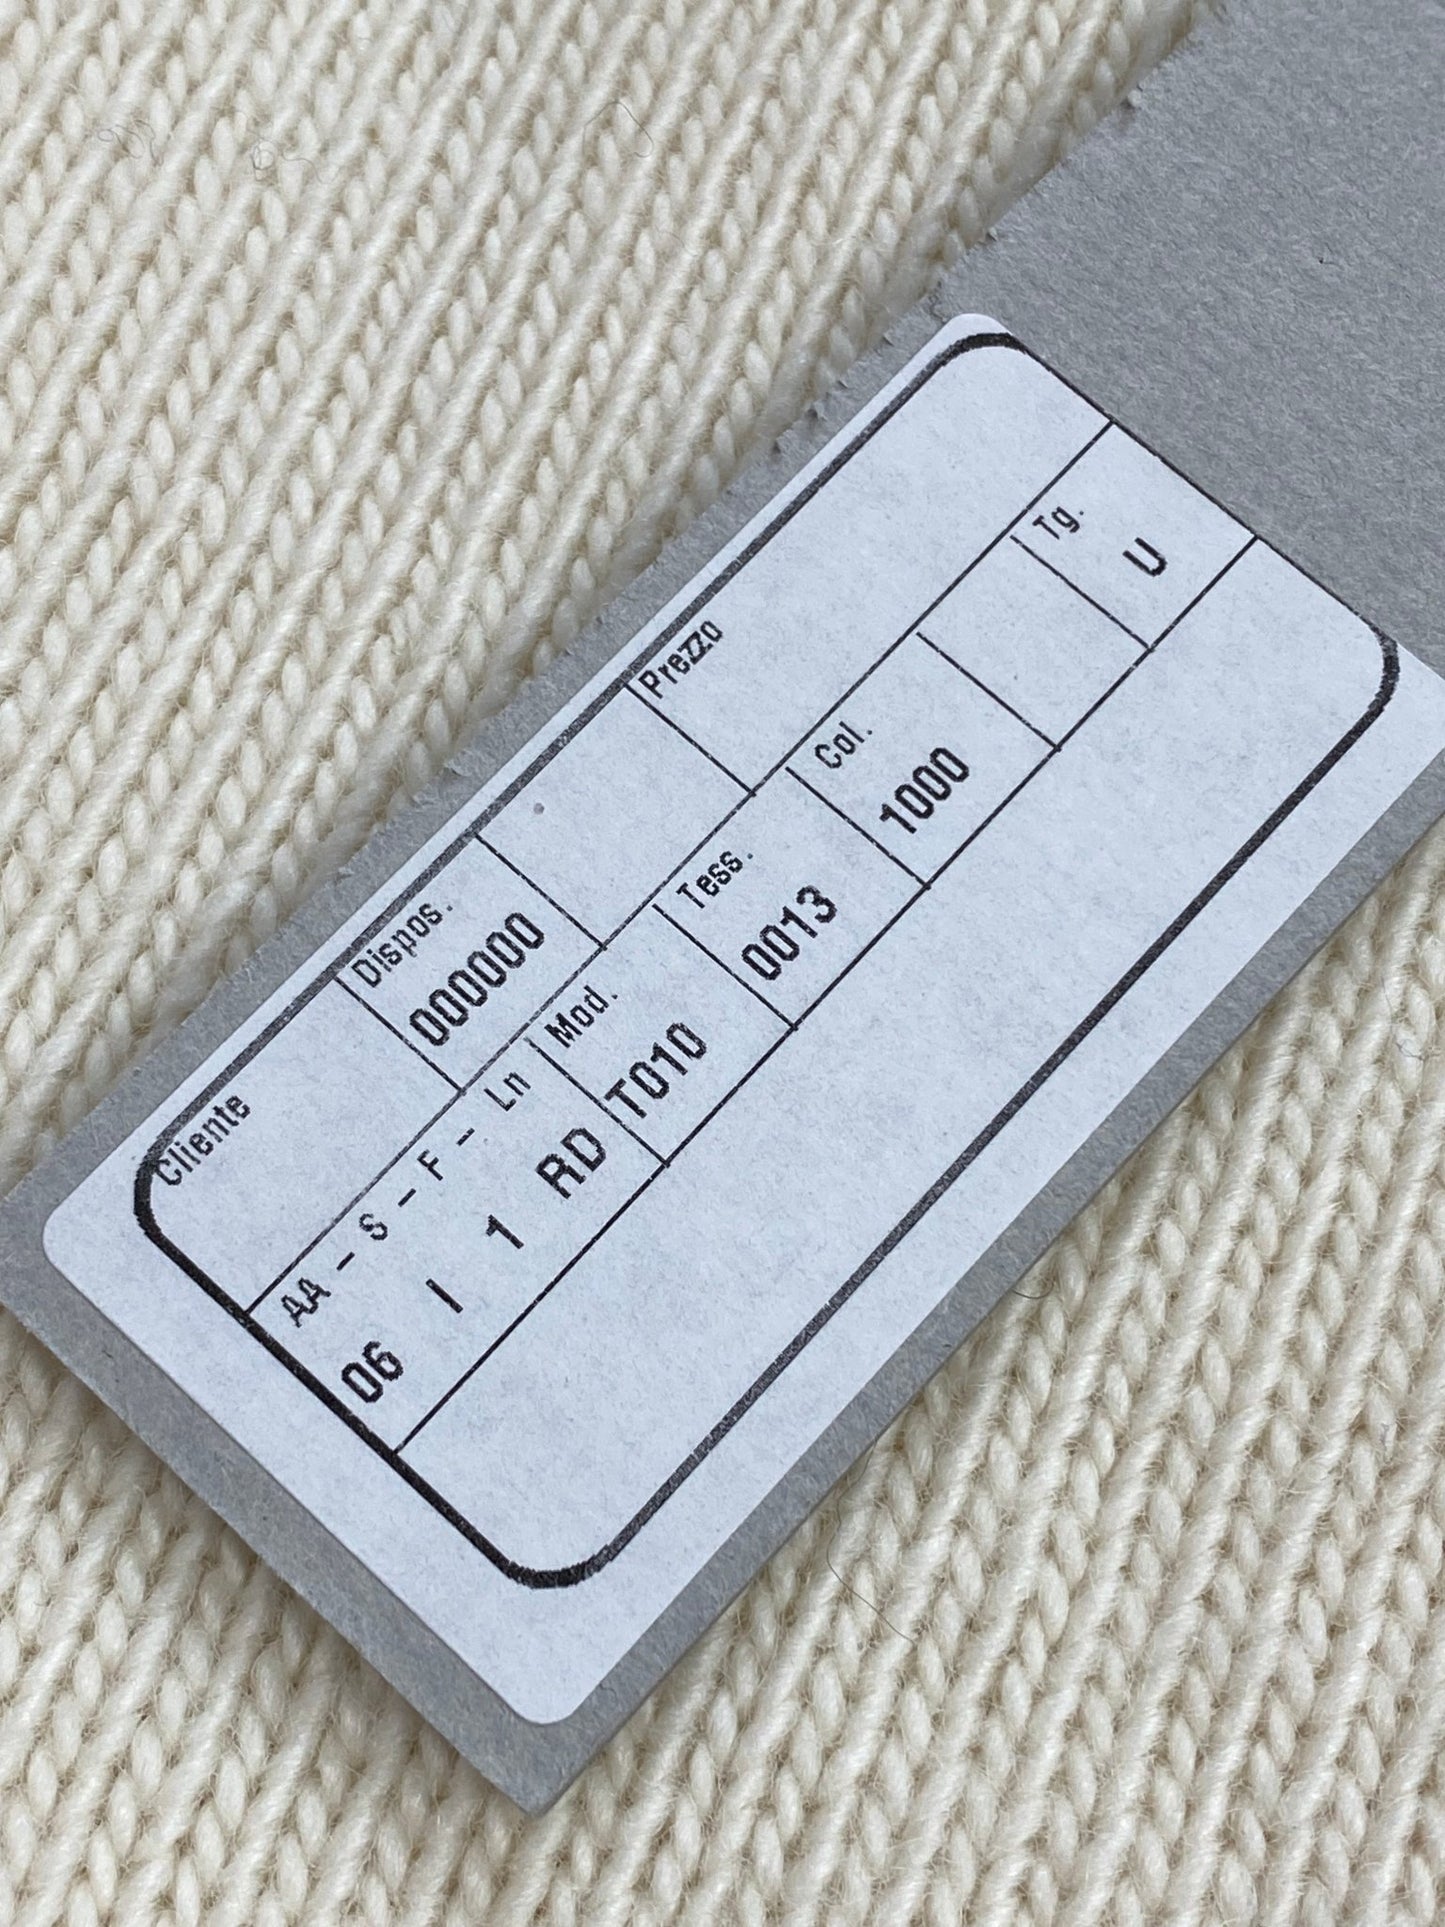 Cliente Dispos. Prezzo
000000
AA - S - F - Ln Mod. Tess. Col. Tg.
06 I 1 RD T010 0013 1000 U